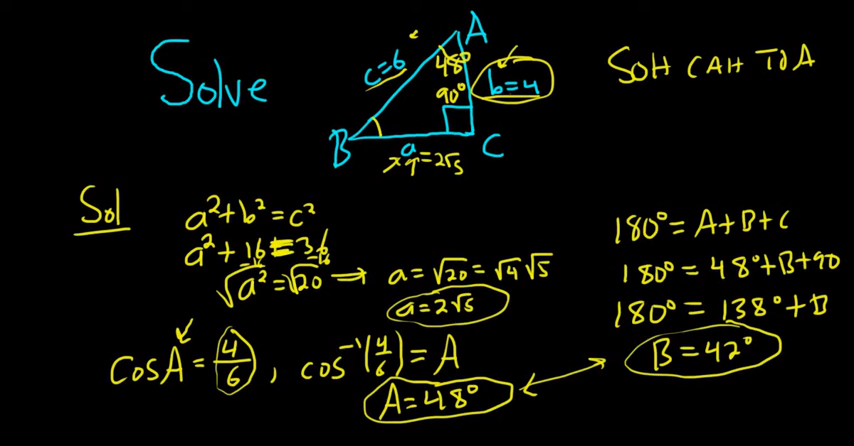 Solve
A
c=6
48°
90°
b=4
B
a
C
x
=2√5
SOH CAH TOA
Sol
a²+b²=c²
a²+16=36
-16 -16
√a²=√20 ⟹ a=√20=√4√5
a=2√5
cosA=4/6, cos⁻¹(4/6)=A
A=48°
180°=A+B+C
180°=48°+B+90
180°=138°+B
B=42°